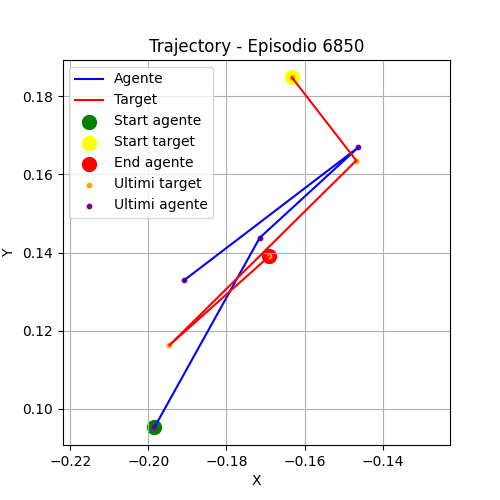 Trajectory - Episodio 6850
Agente
Target
Start agente
Start target
End agente
Ultimi target
Ultimi agente
0.18
0.16
0.14
0.12
0.10
Y
−0.22
−0.20
−0.18
−0.16
−0.14
X